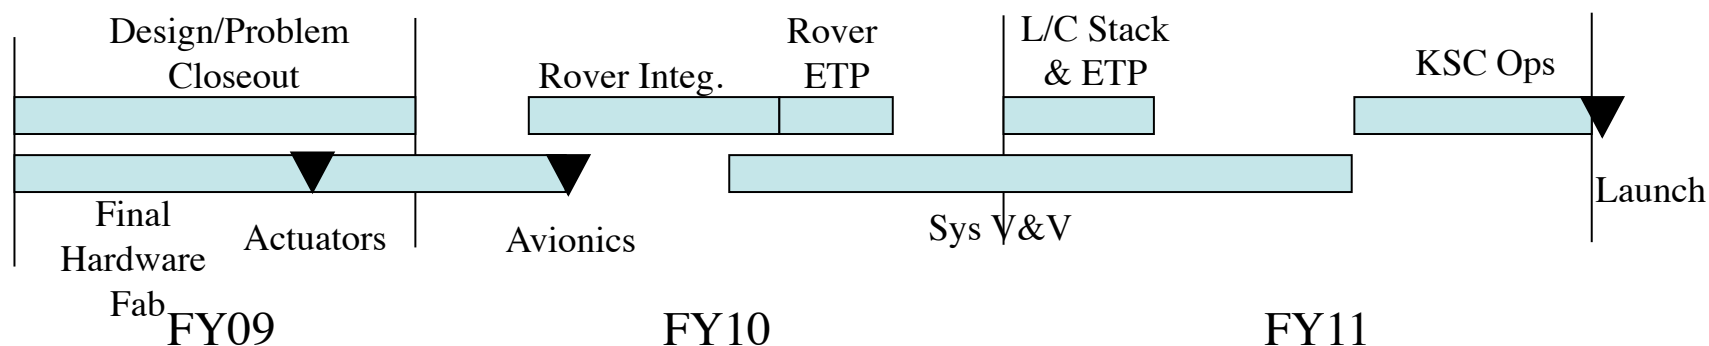 Design/Problem
Closeout
Rover Integ.
Rover
ETP
L/C Stack
& ETP
KSC Ops
Final
Hardware
Fab
Actuators
Avionics
Sys V&V
Launch
FY09
FY10
FY11